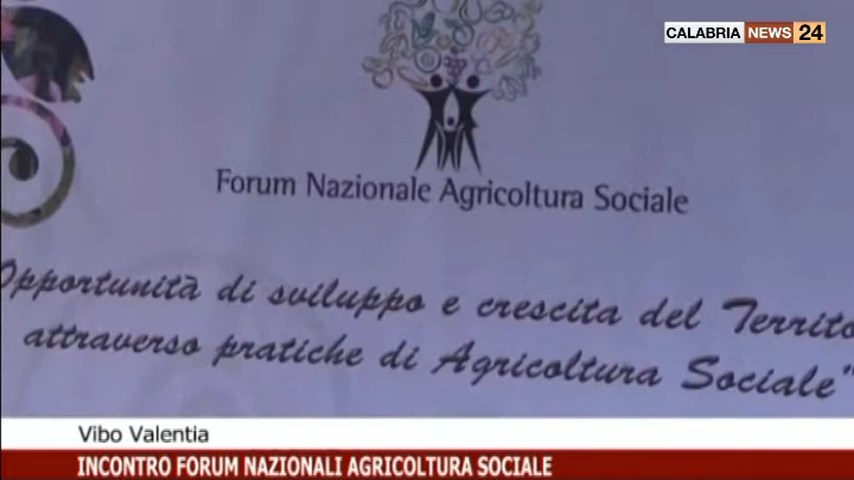 CALABRIA NEWS 24
Forum Nazionale Agricoltura Sociale
Opportunità di sviluppo e crescita del Territo
attraverso pratiche di Agricoltura Sociale"
Vibo Valentia
INCONTRO FORUM NAZIONALI AGRICOLTURA SOCIALE